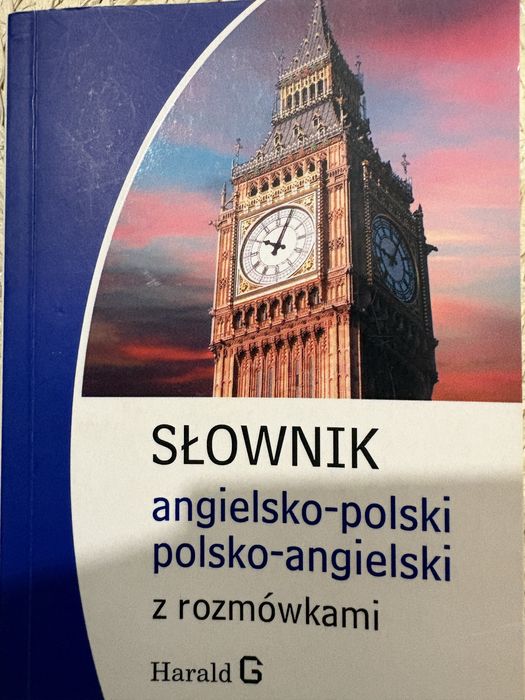 SŁOWNIK
angielsko-polski
polsko-angielski
z rozmówkami
Harald G